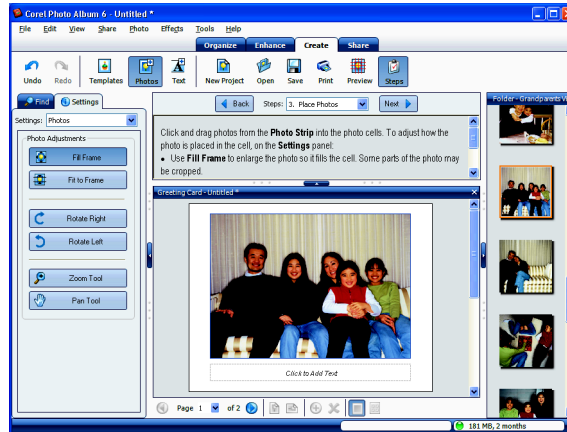 Corel Photo Album 6 - Untitled *
File Edit View Share Photo Effects Tools Help
Organize Enhance Create Share
Undo Redo Templates Photos Text New Project Open Save Print Preview Steps
Find Settings
Settings: Photos
Photo Adjustments
Fill Frame
Fit to Frame
Rotate Right
Rotate Left
Zoom Tool
Pan Tool
Back Steps: 3. Place Photos Next
Click and drag photos from the Photo Strip into the photo cells. To adjust how the
photo is placed in the cell, on the Settings panel:
• Use Fill Frame to enlarge the photo so it fills the cell. Some parts of the photo may
be cropped.
Greeting Card - Untitled *
Click to Add Text
Page 1 of 2
Folder - Grandparents Vi
181 MB, 2 months